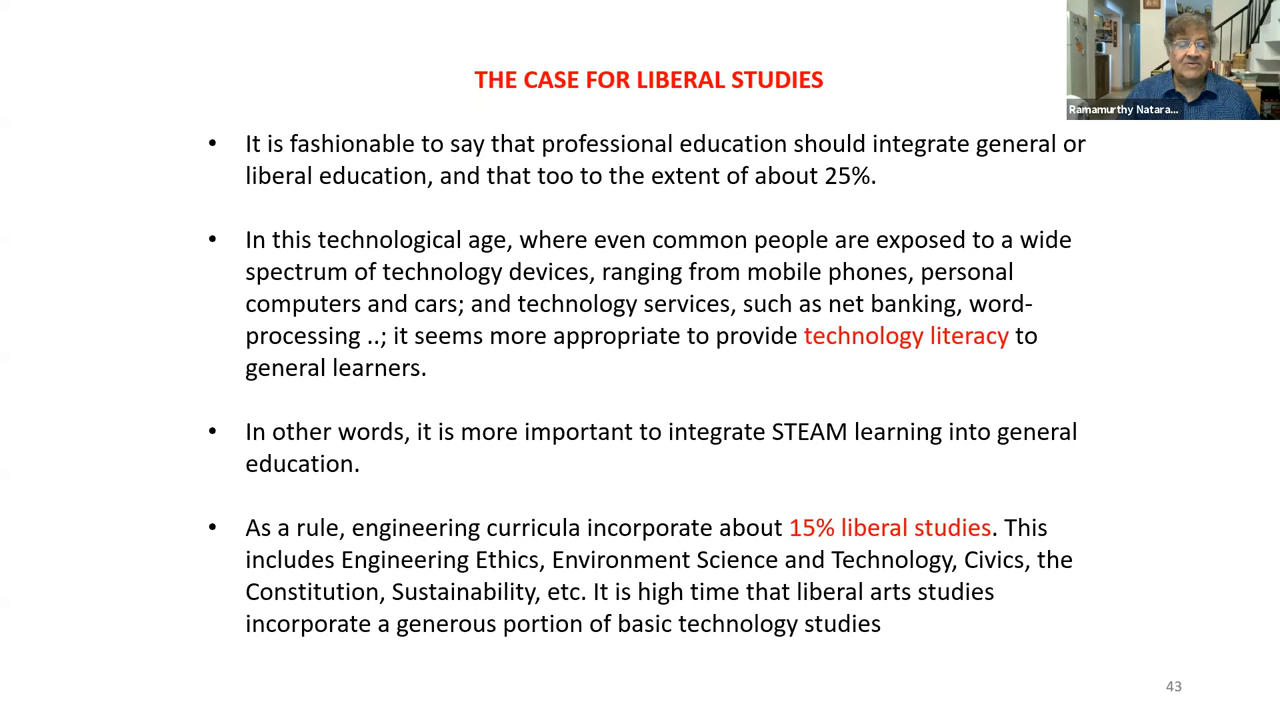 THE CASE FOR LIBERAL STUDIES
Ramamurthy Natara...
• It is fashionable to say that professional education should integrate general or
liberal education, and that too to the extent of about 25%.
• In this technological age, where even common people are exposed to a wide
spectrum of technology devices, ranging from mobile phones, personal
computers and cars; and technology services, such as net banking, word-
processing ..; it seems more appropriate to provide technology literacy to
general learners.
• In other words, it is more important to integrate STEAM learning into general
education.
• As a rule, engineering curricula incorporate about 15% liberal studies. This
includes Engineering Ethics, Environment Science and Technology, Civics, the
Constitution, Sustainability, etc. It is high time that liberal arts studies
incorporate a generous portion of basic technology studies
43